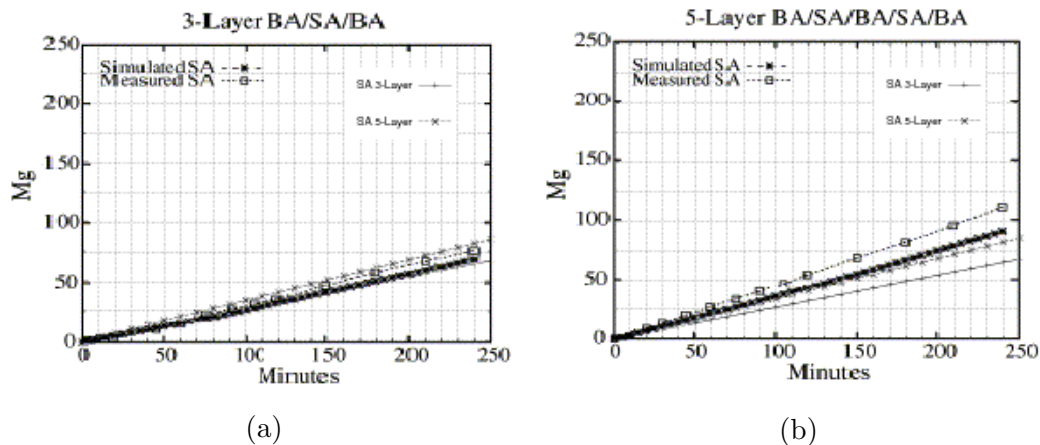 3-Layer BA/SA/BA
250
200
150
100
50
0
Mg
Simulated SA
Measured SA
SA 3-Layer
SA 5-Layer
0 50 100 150 200 250
Minutes
(a)
5-Layer BA/SA/BA/SA/BA
250
200
150
100
50
0
Mg
Simulated SA
Measured SA
SA 3-Layer
SA 5-Layer
0 50 100 150 200 250
Minutes
(b)